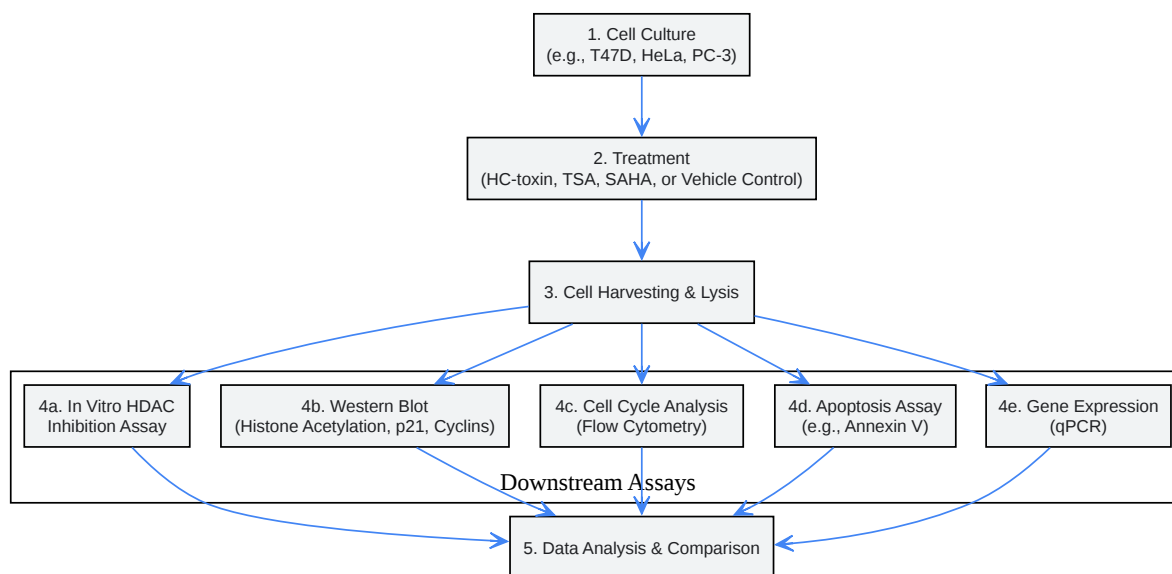 1. Cell Culture
(e.g., T47D, HeLa, PC-3)
2. Treatment
(HC-toxin, TSA, SAHA, or Vehicle Control)
3. Cell Harvesting & Lysis
4a. In Vitro HDAC
Inhibition Assay
4b. Western Blot
(Histone Acetylation, p21, Cyclins)
4c. Cell Cycle Analysis
(Flow Cytometry)
4d. Apoptosis Assay
(e.g., Annexin V)
4e. Gene Expression
(qPCR)
Downstream Assays
5. Data Analysis & Comparison